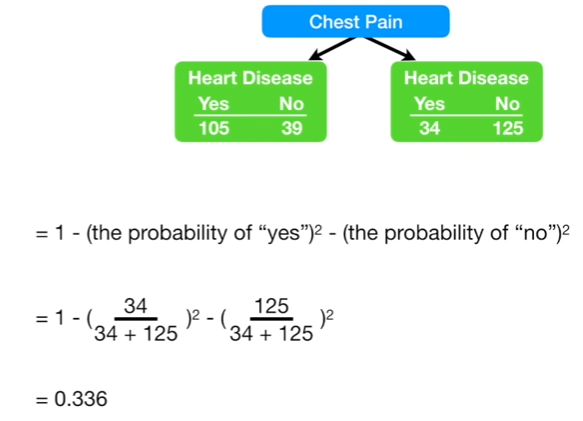 Chest Pain
Heart Disease Heart Disease
Yes No Yes No
105 39 34 125
= 1 - (the probability of “yes”)² - (the probability of “no”)²
= 1 - ( 34 / 34 + 125 )² - ( 125 / 34 + 125 )²
= 0.336